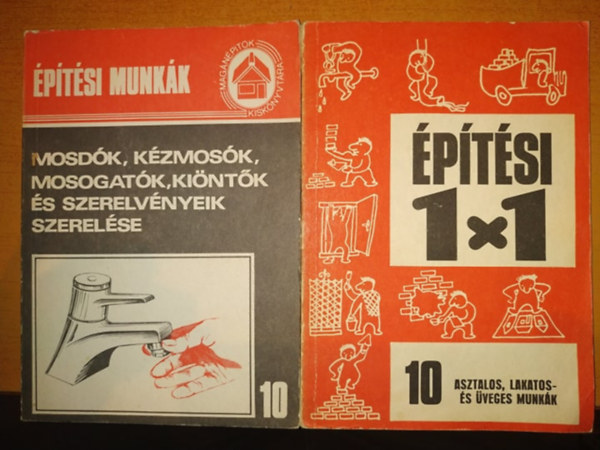 ÉPÍTÉSI MUNKÁK
MAGÁNÉPÍTŐK
KISKÖNYVTÁRA
MOSDÓK, KÉZMOSÓK,
MOSOGATÓK, KIÖNTŐK
ÉS SZERELVÉNYEIK
SZERELÉSE
10
ÉPÍTÉSI
1×1
10 ASZTALOS, LAKATOS-
ÉS ÜVEGES MUNKÁK